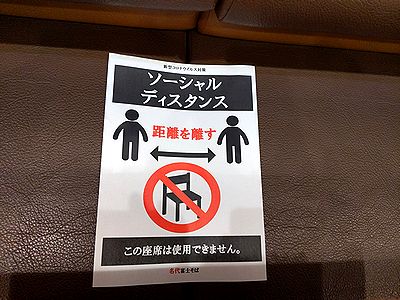 新型コロナウイルス対策
ソーシャル
ディスタンス
距離を離す
この座席は使用できません。
名代富士そば